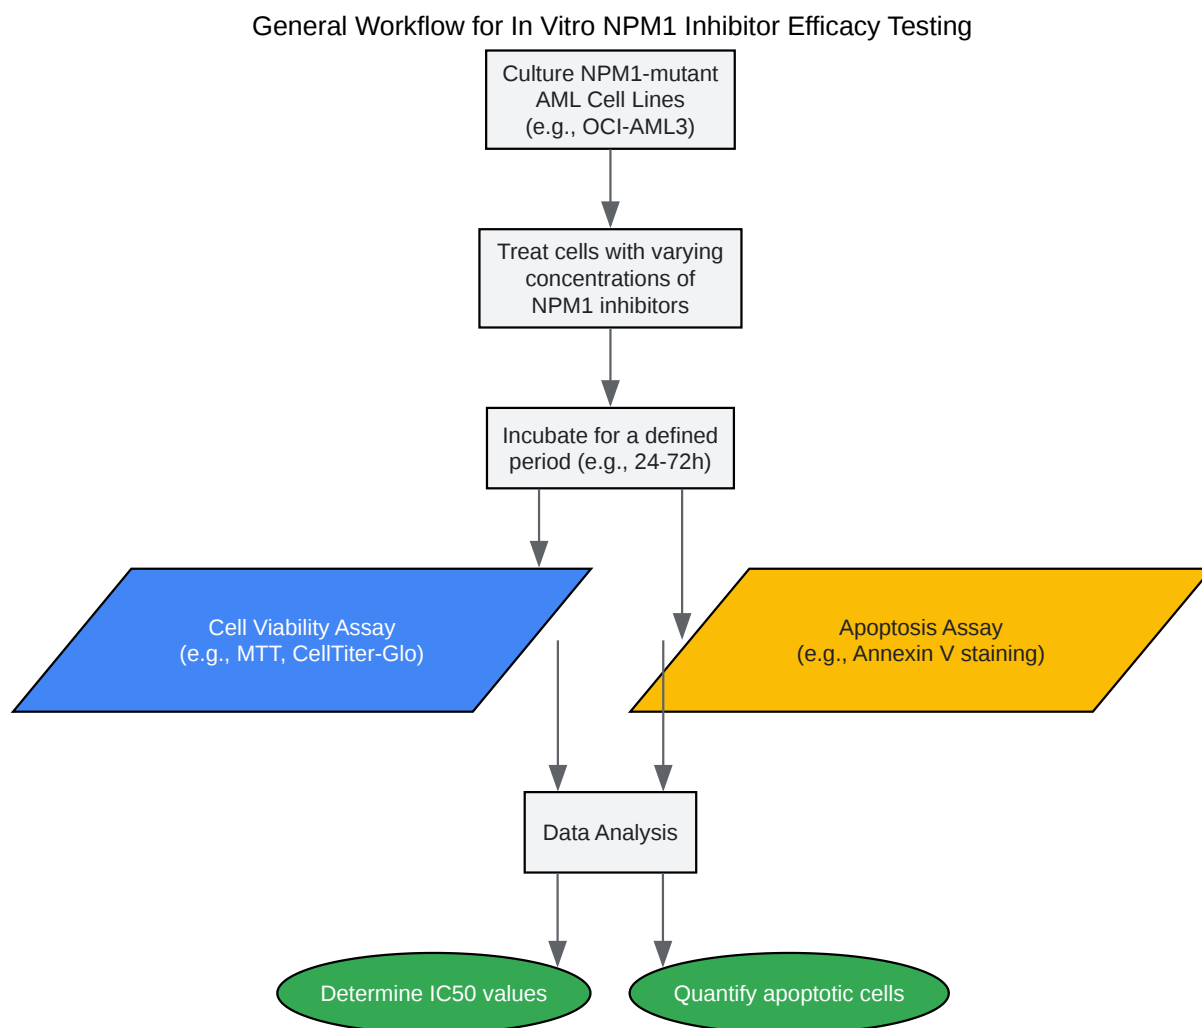 General Workflow for In Vitro NPM1 Inhibitor Efficacy Testing
Culture NPM1-mutant
AML Cell Lines
(e.g., OCI-AML3)
Treat cells with varying
concentrations of
NPM1 inhibitors
Incubate for a defined
period (e.g., 24-72h)
Cell Viability Assay
(e.g., MTT, CellTiter-Glo)
Apoptosis Assay
(e.g., Annexin V staining)
Data Analysis
Determine IC50 values
Quantify apoptotic cells